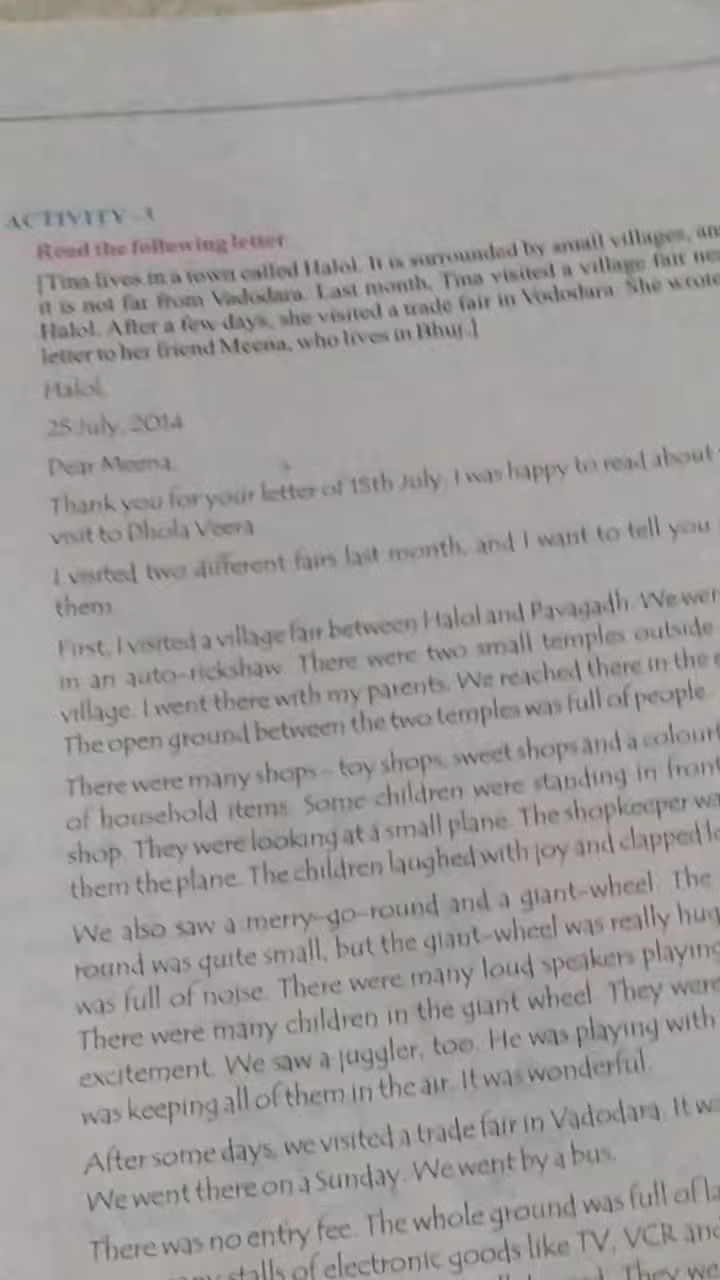 ACTIVITY - 3
Read the following letter
[Tina lives in a town called Halol. It is surrounded by small villages, an
it is not far from Vadodara. Last month, Tina visited a village fair ne
Halol. After a few days, she visited a trade fair in Vododara. She wrote
letter to her friend Meena, who lives in Bhuj.]
Halol,
25 July, 2014
Dear Meena,
Thank you for your letter of 15th July. I was happy to read about
visit to Dhola Veera
I visited two different fairs last month, and I want to tell you
them
First, I visited a village fair between Halol and Pavagadh. We wer
in an auto-rickshaw. There were two small temples outside
village. I went there with my parents. We reached there in the e
The open ground between the two temples was full of people.
There were many shops - toy shops, sweet shops and a colourf
of household items. Some children were standing in front
shop. They were looking at a small plane. The shopkeeper wa
them the plane. The children laughed with joy and clapped lo
We also saw a merry-go-round and a giant-wheel. The
round was quite small, but the giant-wheel was really hug
was full of noise. There were many loud speakers playing
There were many children in the giant wheel. They were
excitement. We saw a juggler, too. He was playing with
was keeping all of them in the air. It was wonderful.
After some days, we visited a trade fair in Vadodara. It wa
We went there on a Sunday. We went by a bus.
There was no entry fee. The whole ground was full of la
stalls of electronic goods like TV, VCR and
They we